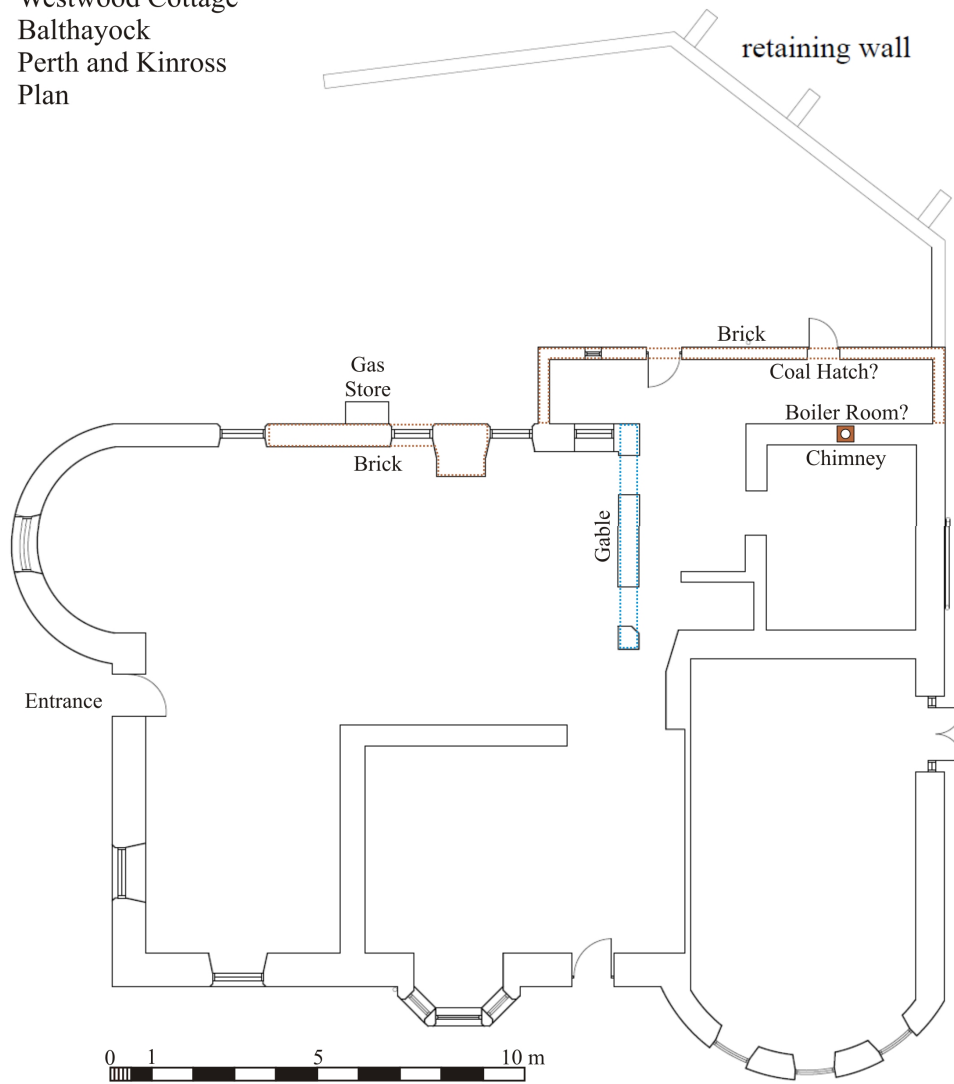 Westwood Cottage
Balthayock
Perth and Kinross
Plan
retaining wall
Brick
Coal Hatch?
Gas
Store
Boiler Room?
Brick
Chimney
Gable
Entrance
0 1 5 10 m